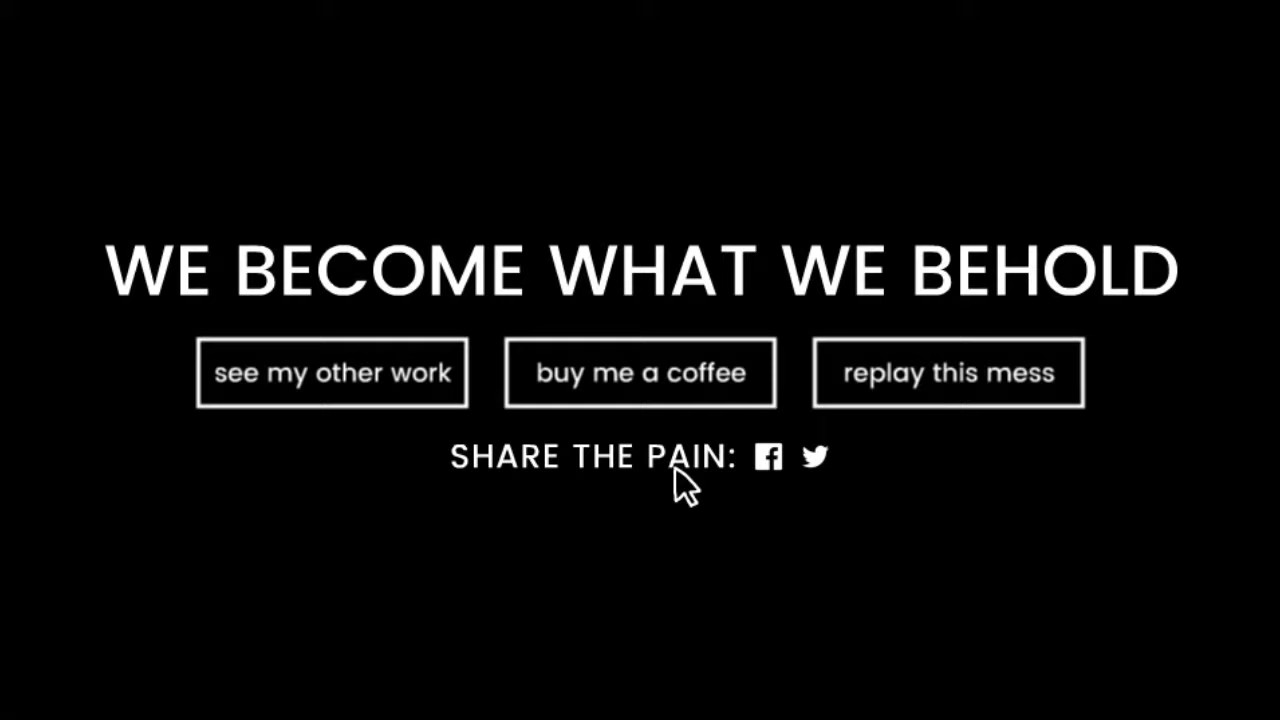 WE BECOME WHAT WE BEHOLD
see my other work buy me a coffee replay this mess
SHARE THE PAIN: